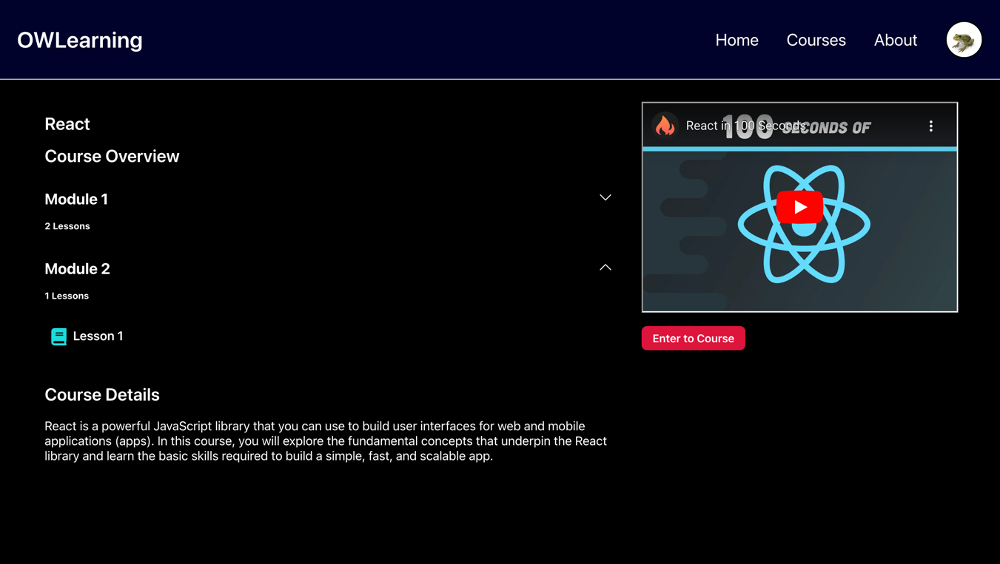 OWLearning
Home
Courses
About
React
Course Overview
Module 1
2 Lessons
Module 2
1 Lessons
Lesson 1
Course Details
React is a powerful JavaScript library that you can use to build user interfaces for web and mobile
applications (apps). In this course, you will explore the fundamental concepts that underpin the React
library and learn the basic skills required to build a simple, fast, and scalable app.
React in 100 Seconds
100 SECONDS OF
Enter to Course